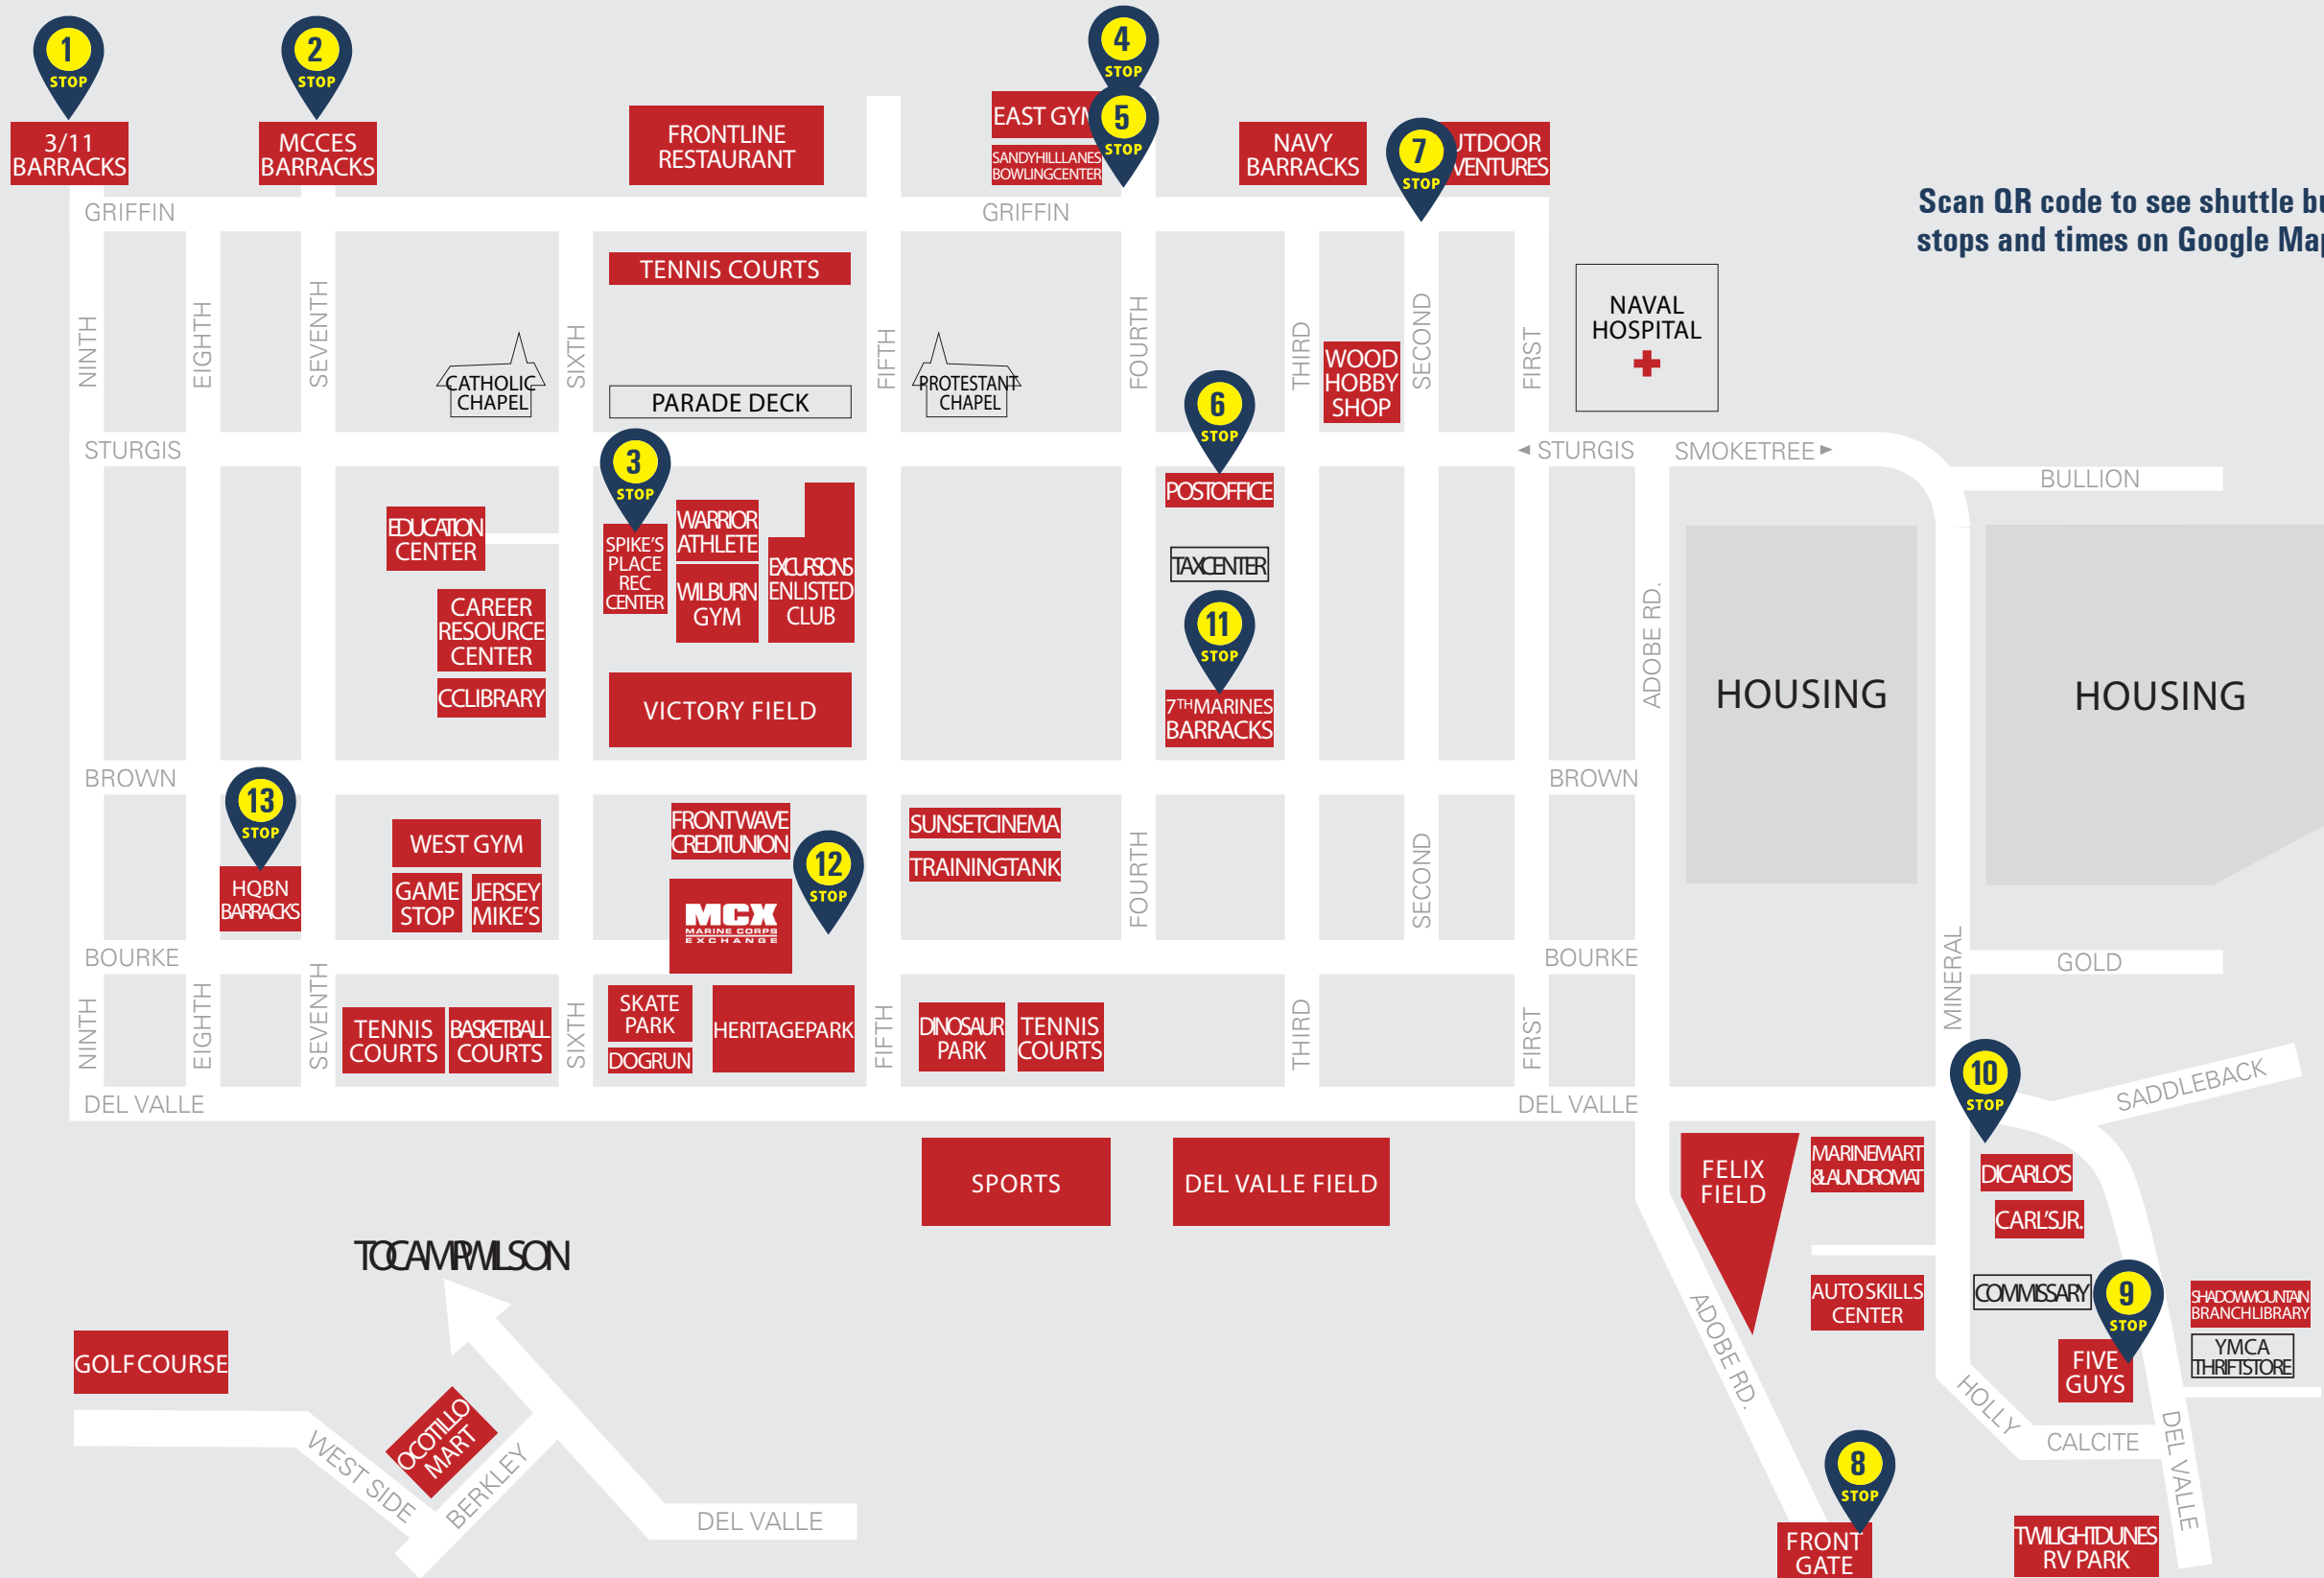 1
STOP
2
STOP
4
STOP
5
STOP
7
STOP
3/11
BARRACKS
MCCES
BARRACKS
FRONTLINE
RESTAURANT
EAST GYM
SANDYHILLLANES
BOWLINGCENTER
NAVY
BARRACKS
UTDOOR
VENTURES
Scan QR code to see shuttle bu
stops and times on Google Map
GRIFFIN
GRIFFIN
TENNIS COURTS
NAVAL
HOSPITAL
NINTH
EIGHTH
SEVENTH
SIXTH
FIFTH
FOURTH
THIRD
SECOND
FIRST
CATHOLIC
CHAPEL
PARADE DECK
PROTESTANT
CHAPEL
WOOD
HOBBY
SHOP
6
STOP
STURGIS
STURGIS
SMOKETREE
BULLION
3
STOP
POSTOFFICE
EDUCATION
CENTER
SPIKE'S
PLACE
REC
CENTER
WARRIOR
ATHLETE
WILBURN
GYM
EXCURSIONS
ENLISTED
CLUB
TAXCENTER
CAREER
RESOURCE
CENTER
CCLIBRARY
VICTORY FIELD
11
STOP
7THMARINES
BARRACKS
ADOBE RD.
HOUSING
HOUSING
BROWN
BROWN
13
STOP
HQBN
BARRACKS
WEST GYM
GAME
STOP
JERSEY
MIKE'S
FRONTWAVE
CREDITUNION
12
STOP
MCX
MARINE CORPS
EXCHANGE
SUNSETCINEMA
TRAININGTANK
FOURTH
SECOND
BOURKE
BOURKE
MINERAL
GOLD
NINTH
EIGHTH
SEVENTH
TENNIS
COURTS
BASKETBALL
COURTS
SIXTH
SKATE
PARK
DOGRUN
HERITAGEPARK
FIFTH
DINOSAUR
PARK
TENNIS
COURTS
THIRD
FIRST
10
STOP
SADDLEBACK
DEL VALLE
DEL VALLE
SPORTS
DEL VALLE FIELD
FELIX
FIELD
MARINEMART
&LAUNDROMAT
DICARLO'S
CARL'SJR.
TOCAMPWILSON
AUTO SKILLS
CENTER
COMMISSARY
9
STOP
SHADOWMOUNTAIN
BRANCHLIBRARY
YMCA
THRIFTSTORE
FIVE
GUYS
ADOBE RD.
GOLF COURSE
OCOTILLO
MART
WEST SIDE
BERKLEY
DEL VALLE
HOLLY
CALCITE
DEL VALLE
8
STOP
FRONT
GATE
TWILIGHTDUNES
RV PARK